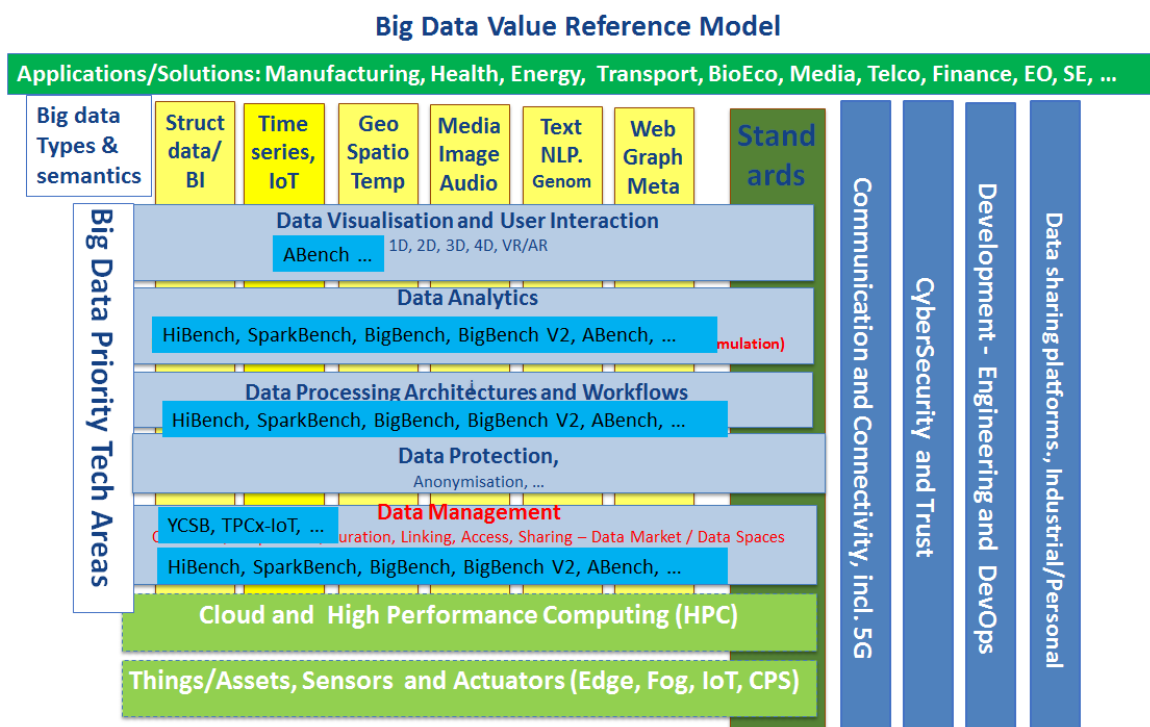 Big Data Value Reference Model
Applications/Solutions: Manufacturing, Health, Energy, Transport, BioEco, Media, Telco, Finance, EO, SE, ...
Big data
Types &
semantics
Struct
data/
BI
Time
series,
IoT
Geo
Spatio
Temp
Media
Image
Audio
Text
NLP.
Genom
Web
Graph
Meta
Stand
ards
Communication and Connectivity, incl. 5G
CyberSecurity and Trust
Development - Engineering and DevOps
Data sharing platforms., Industrial/Personal
Big Data Priority Tech Areas
Data Visualisation and User Interaction
1D, 2D, 3D, 4D, VR/AR
ABench ...
Data Analytics
HiBench, SparkBench, BigBench, BigBench V2, ABench, ...
mulation)
Data Processing Architectures and Workflows
HiBench, SparkBench, BigBench, BigBench V2, ABench, ...
Data Protection,
Anonymisation, ...
Data Management
YCSB, TPCx-IoT, ...
uration, Linking, Access, Sharing – Data Market / Data Spaces
HiBench, SparkBench, BigBench, BigBench V2, ABench, ...
Cloud and High Performance Computing (HPC)
Things/Assets, Sensors and Actuators (Edge, Fog, IoT, CPS)